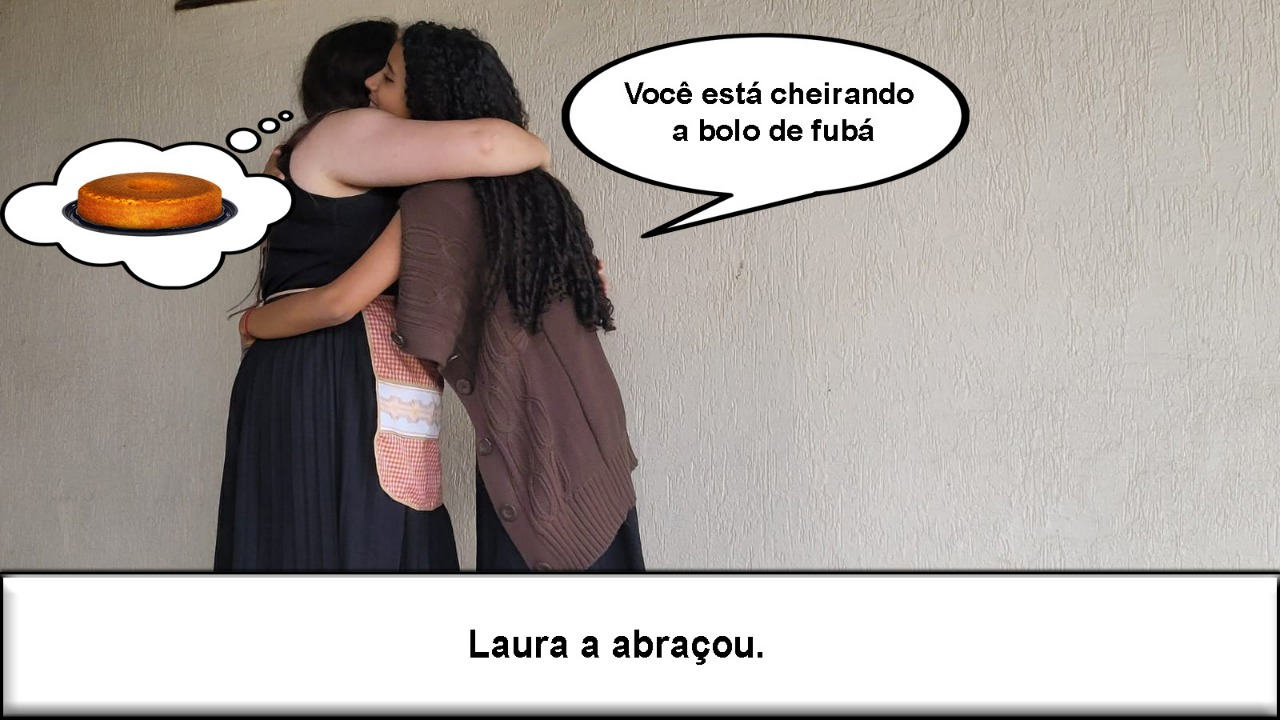 Você está cheirando
a bolo de fubá
Laura a abraçou.